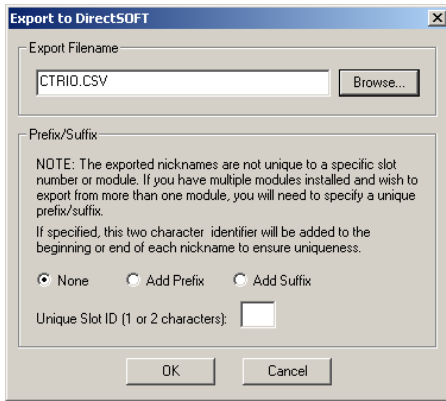 Export to DirectSOFT
Export Filename
CTRIO.CSV
Browse...
Prefix/Suffix
NOTE: The exported nicknames are not unique to a specific slot
number or module. If you have multiple modules installed and wish to
export from more than one module, you will need to specify a unique
prefix/suffix.
If specified, this two character identifier will be added to the
beginning or end of each nickname to ensure uniqueness.
None
Add Prefix
Add Suffix
Unique Slot ID (1 or 2 characters):
OK
Cancel